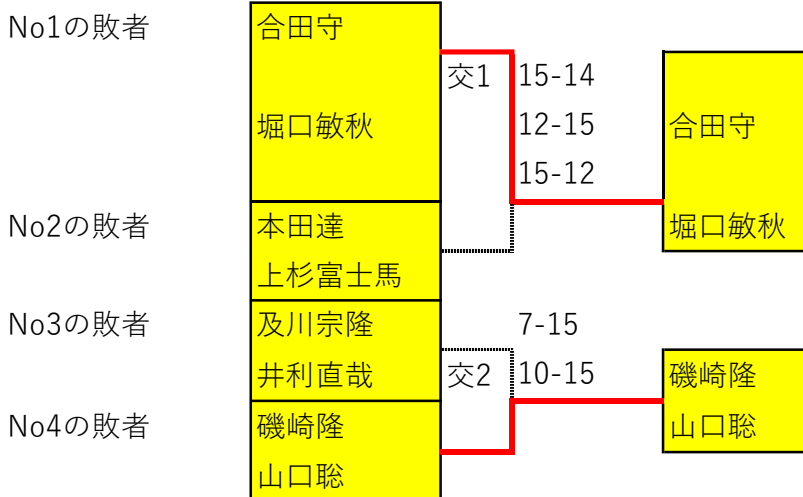 No1の敗者 合田守
交1 15-14
堀口敏秋 12-15 合田守
15-12
No2の敗者 本田達 堀口敏秋
上杉富士馬
No3の敗者 及川宗隆 7-15
井利直哉 交2 10-15 磯崎隆
No4の敗者 磯崎隆 山口聡
山口聡